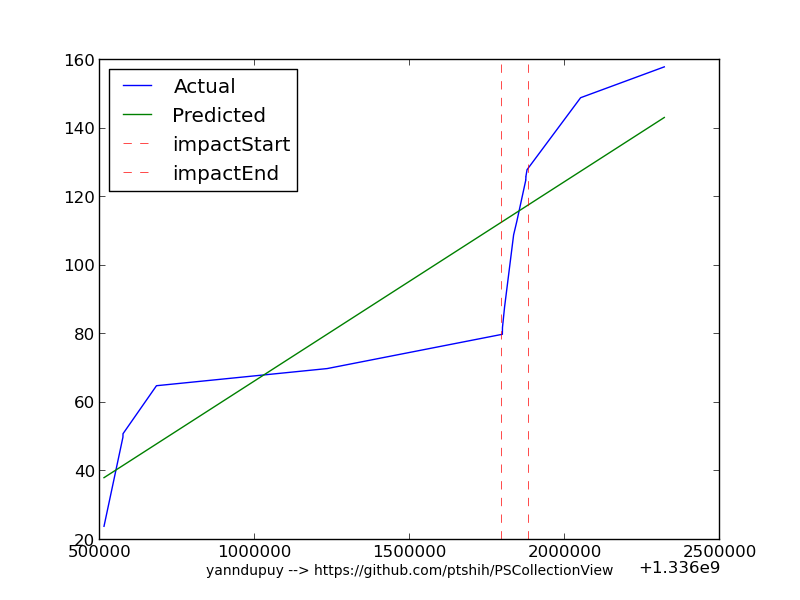 160
140
120
100
80
60
40
20
Actual
Predicted
impactStart
impactEnd
500000 1000000 1500000 2000000 2500000
yanndupuy --> https://github.com/ptshih/PSCollectionView
+1.336e9